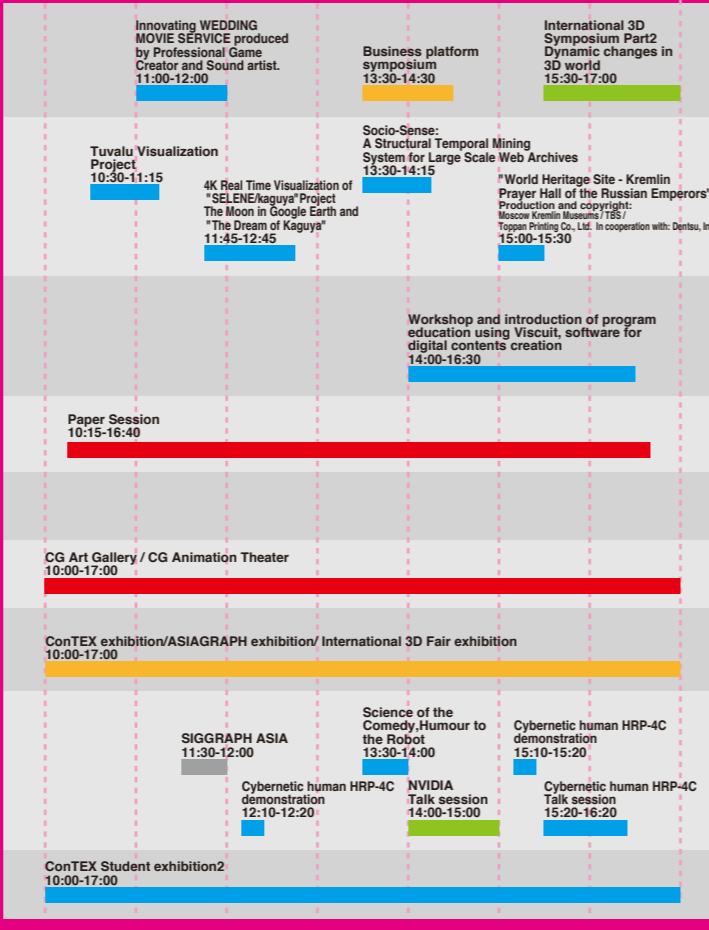 Innovating WEDDING
MOVIE SERVICE produced
by Professional Game
Creator and Sound artist.
11:00-12:00
Business platform
symposium
13:30-14:30
International 3D
Symposium Part2
Dynamic changes in
3D world
15:30-17:00
Tuvalu Visualization
Project
10:30-11:15
4K Real Time Visualization of
"SELENE/kaguya"Project
The Moon in Google Earth and
"The Dream of Kaguya"
11:45-12:45
Socio-Sense:
A Structural Temporal Mining
System for Large Scale Web Archives
13:30-14:15
"World Heritage Site - Kremlin
Prayer Hall of the Russian Emperors"
Production and copyright:
Moscow Kremlin Museums / TBS /
Toppan Printing Co., Ltd. In cooperation with: Dentsu, In
15:00-15:30
Workshop and introduction of program
education using Viscuit, software for
digital contents creation
14:00-16:30
Paper Session
10:15-16:40
CG Art Gallery / CG Animation Theater
10:00-17:00
ConTEX exhibition/ASIAGRAPH exhibition/ International 3D Fair exhibition
10:00-17:00
SIGGRAPH ASIA
11:30-12:00
Science of the
Comedy,Humour to
the Robot
13:30-14:00
Cybernetic human HRP-4C
demonstration
15:10-15:20
Cybernetic human HRP-4C
demonstration
12:10-12:20
NVIDIA
Talk session
14:00-15:00
Cybernetic human HRP-4C
Talk session
15:20-16:20
ConTEX Student exhibition2
10:00-17:00